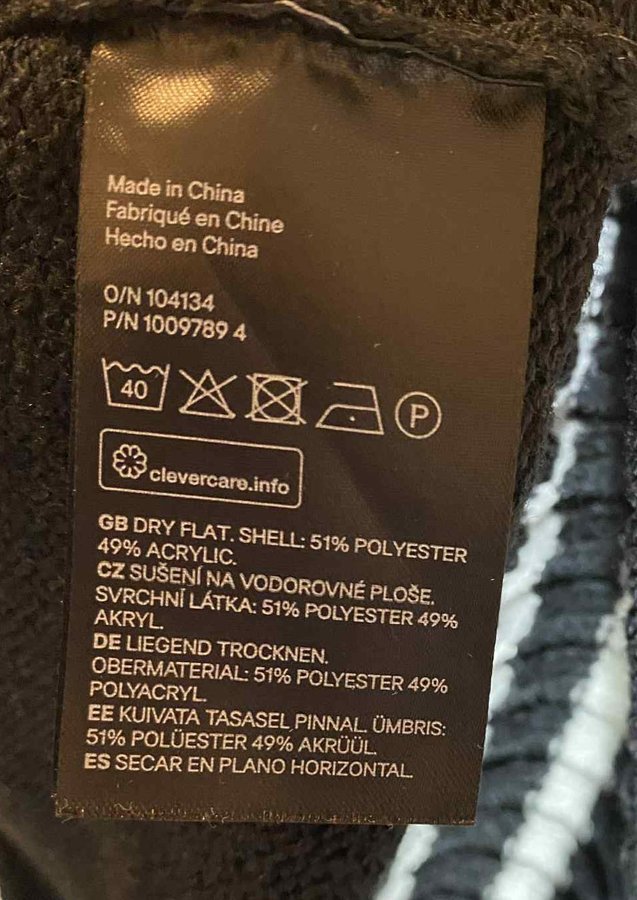 Made in China
Fabriqué en Chine
Hecho en China
O/N 104134
P/N 1009789 4
40
P
clevercare.info
GB DRY FLAT. SHELL: 51% POLYESTER
49% ACRYLIC.
CZ SUŠENÍ NA VODOROVNÉ PLOŠE.
SVRCHNÍ LÁTKA: 51% POLYESTER 49%
AKRYL.
DE LIEGEND TROCKNEN.
OBERMATERIAL: 51% POLYESTER 49%
POLYACRYL.
EE KUIVATA TASASEL PINNAL. ÜMBRIS:
51% POLÜESTER 49% AKRÜÜL.
ES SECAR EN PLANO HORIZONTAL.